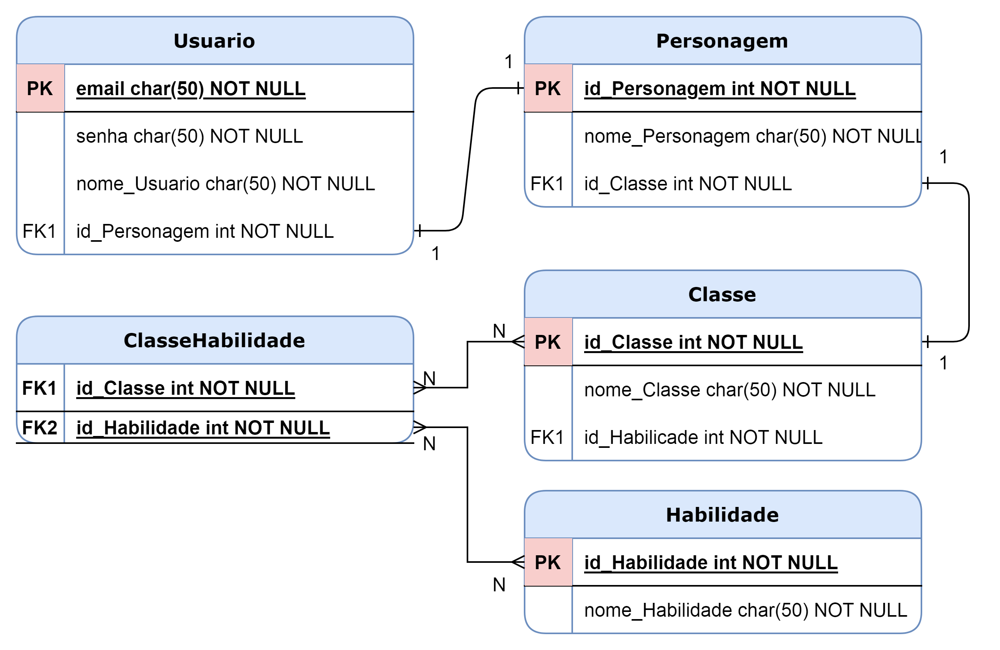 Usuario
PK email char(50) NOT NULL
senha char(50) NOT NULL
nome_Usuario char(50) NOT NULL
FK1 id_Personagem int NOT NULL
1
1
Personagem
PK id_Personagem int NOT NULL
nome_Personagem char(50) NOT NULL
FK1 id_Classe int NOT NULL
1
1
ClasseHabilidade
FK1 id_Classe int NOT NULL
FK2 id_Habilidade int NOT NULL
N
N
N
N
Classe
PK id_Classe int NOT NULL
nome_Classe char(50) NOT NULL
FK1 id_Habilicade int NOT NULL
Habilidade
PK id_Habilidade int NOT NULL
nome_Habilidade char(50) NOT NULL